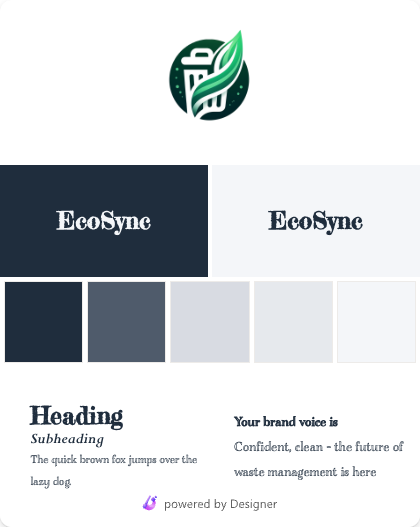 EcoSync
EcoSync
Heading
Subheading
The quick brown fox jumps over the
lazy dog.
Your brand voice is
Confident, clean - the future of
waste management is here
powered by Designer